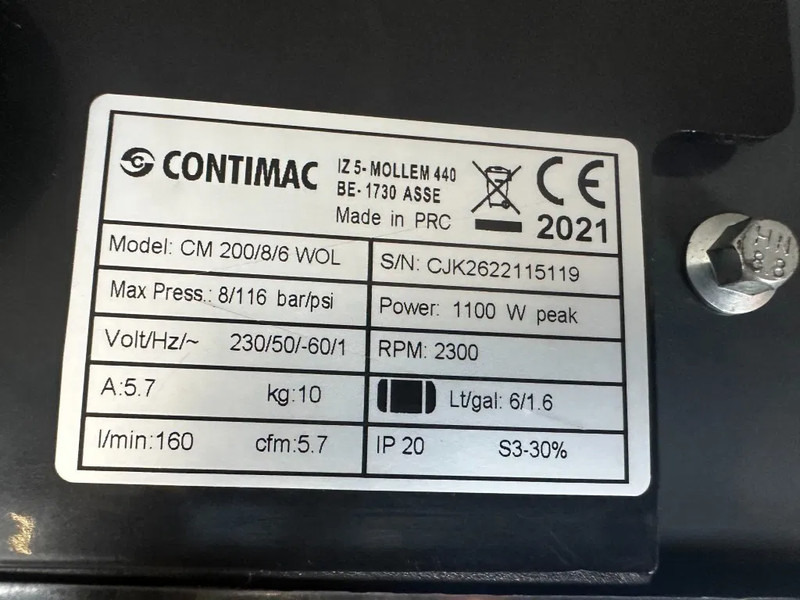 CONTIMAC
IZ 5- MOLLEM 440
BE- 1730 ASSE
Made in PRC
CE
2021
Model: CM 200/8/6 WOL
S/N: CJK2622115119
Max Press.: 8/116 bar/psi
Power: 1100 W peak
Volt/Hz/~ 230/50/-60/1
RPM: 2300
A:5.7 kg:10
Lt/gal: 6/1.6
l/min:160 cfm:5.7
IP 20 S3-30%